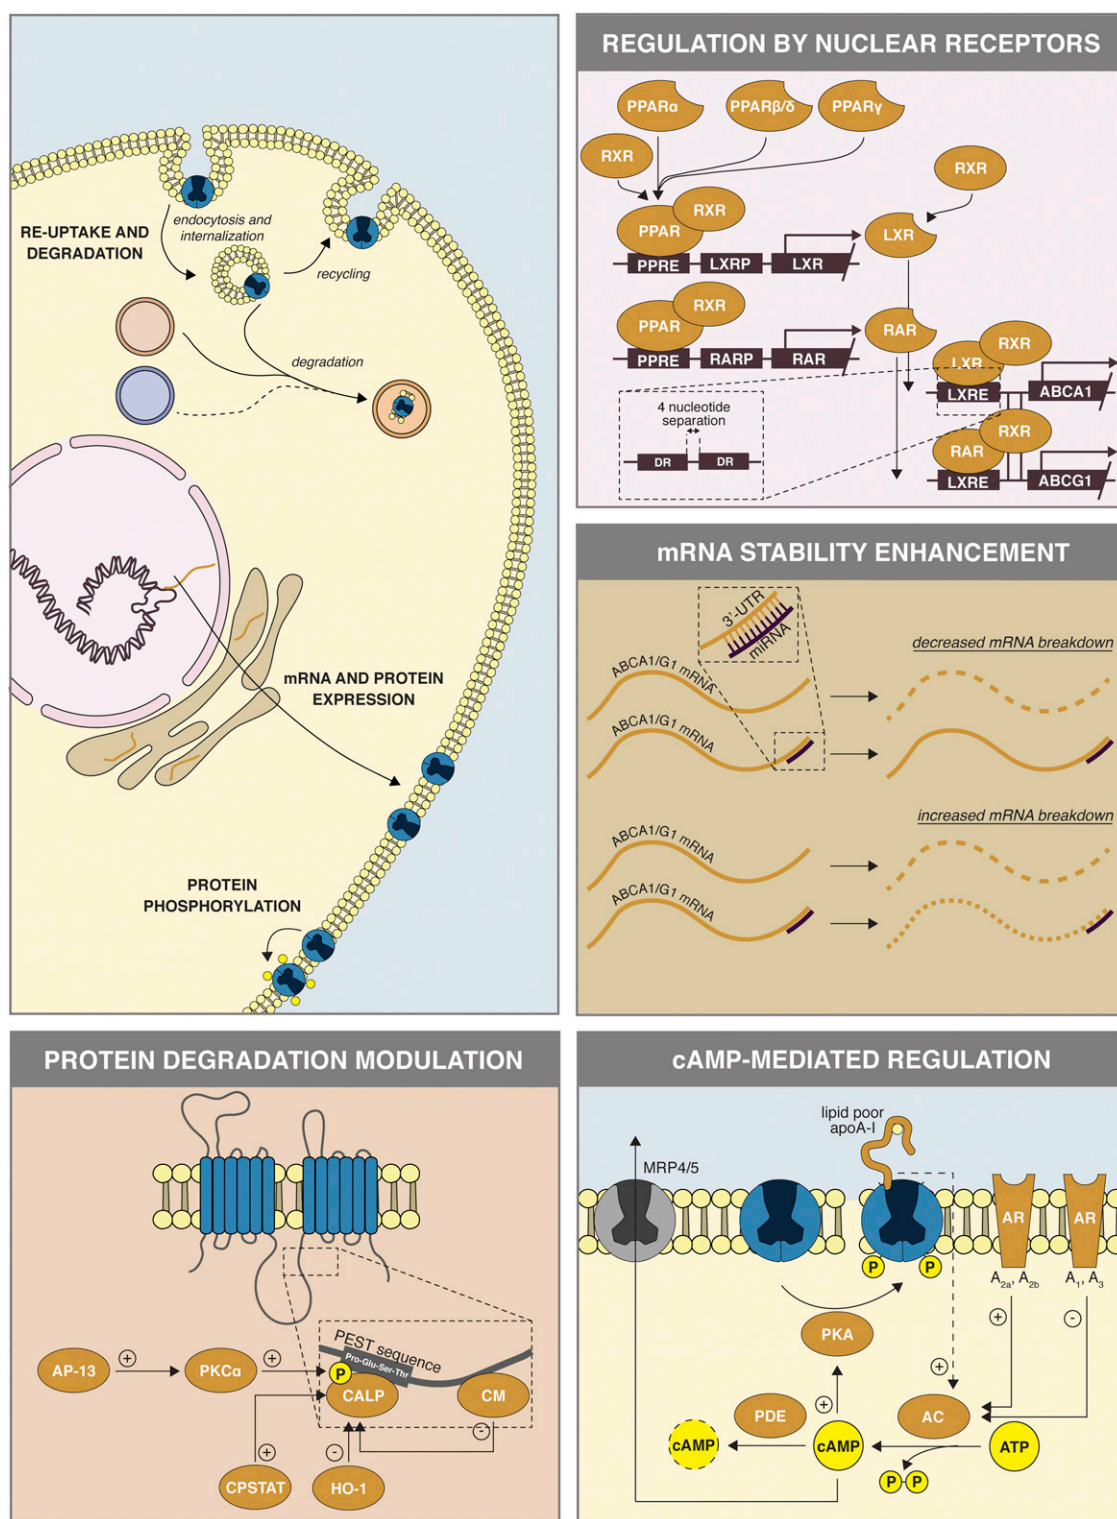 RE-UPTAKE AND
DEGRADATION
endocytosis and
internalization
recycling
degradation
mRNA AND PROTEIN
EXPRESSION
PROTEIN
PHOSPHORYLATION
REGULATION BY NUCLEAR RECEPTORS
PPARα
PPARβ/δ
PPARγ
RXR
RXR
RXR
PPAR
LXR
PPRE
LXRP
LXR
RXR
PPAR
RAR
PPRE
RARP
RAR
RXR
LXR
LXRE
ABCA1
4 nucleotide
separation
DR
DR
RXR
RAR
LXRE
ABCG1
mRNA STABILITY ENHANCEMENT
3'-UTR
miRNA
decreased mRNA breakdown
ABCA1/G1 mRNA
ABCA1/G1 mRNA
increased mRNA breakdown
ABCA1/G1 mRNA
ABCA1/G1 mRNA
PROTEIN DEGRADATION MODULATION
PEST sequence
Pro-Glu-Ser-Thr
AP-13
+
PKCα
+
P
CALP
CM
-
+
-
CPSTAT
HO-1
cAMP-MEDIATED REGULATION
lipid poor
apoA-I
MRP4/5
AR
AR
P
P
A2a, A2b
A1, A3
+
-
PKA
+
+
PDE
AC
cAMP
cAMP
ATP
P-P